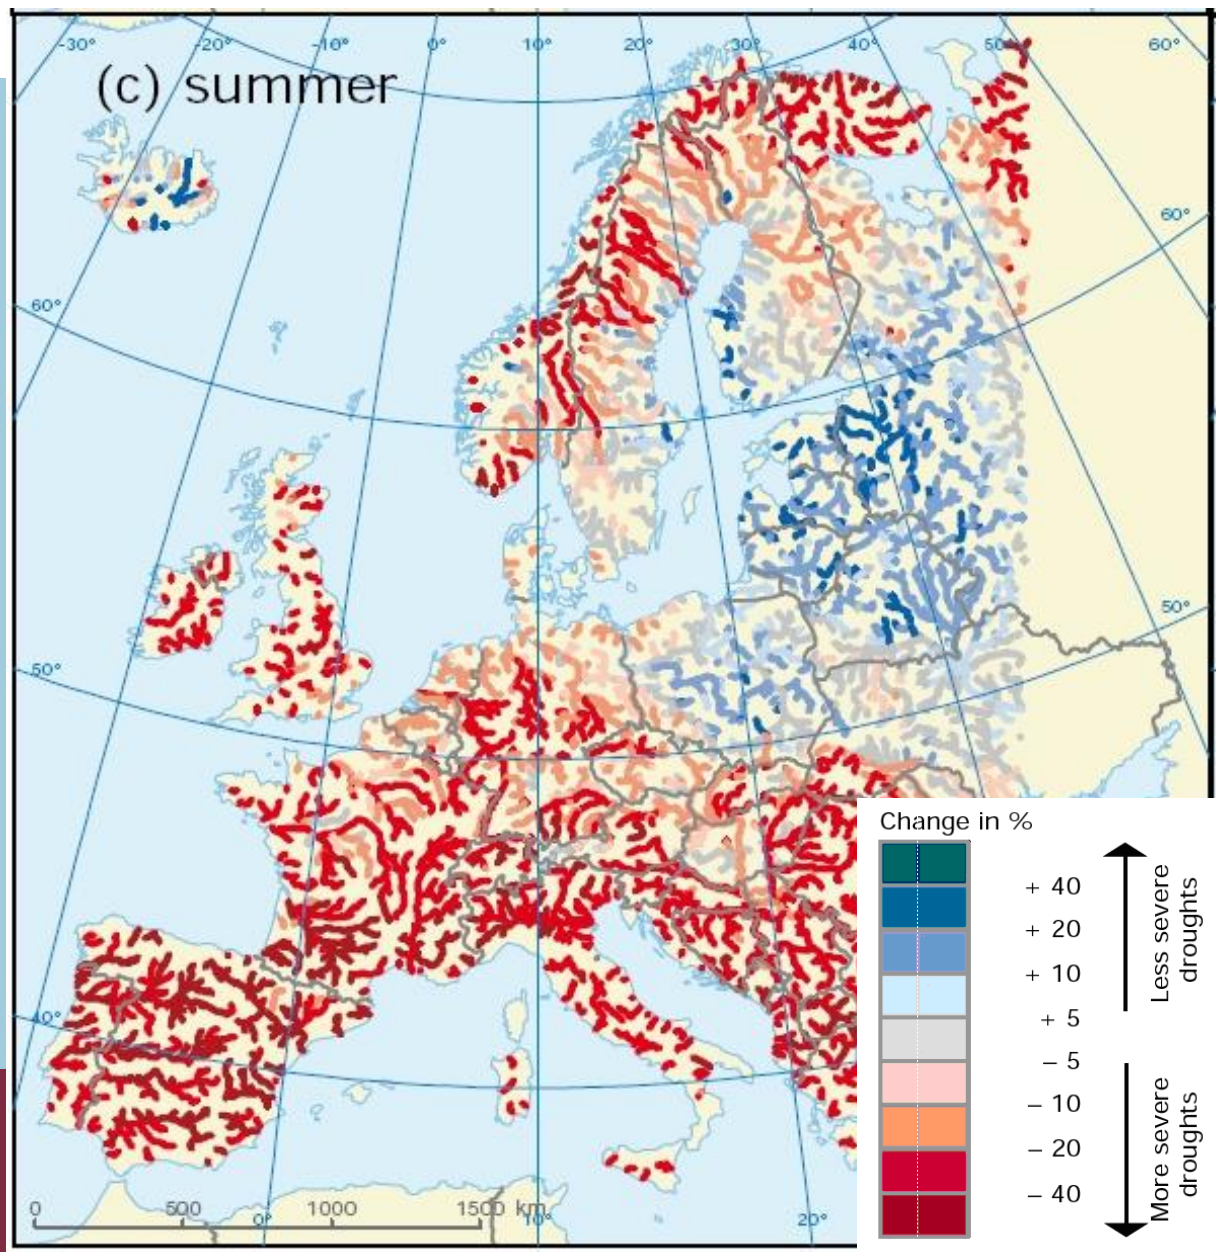 -30° -20° -10° 0° 10° 20° 30° 40° 50° 60°
(c) summer
60°
60°
50°
50°
40°
Change in %
+ 40
+ 20
+ 10
+ 5
– 5
– 10
– 20
– 40
Less severe
droughts
More severe
droughts
0 500 1000 1500 km
0° 10° 20°